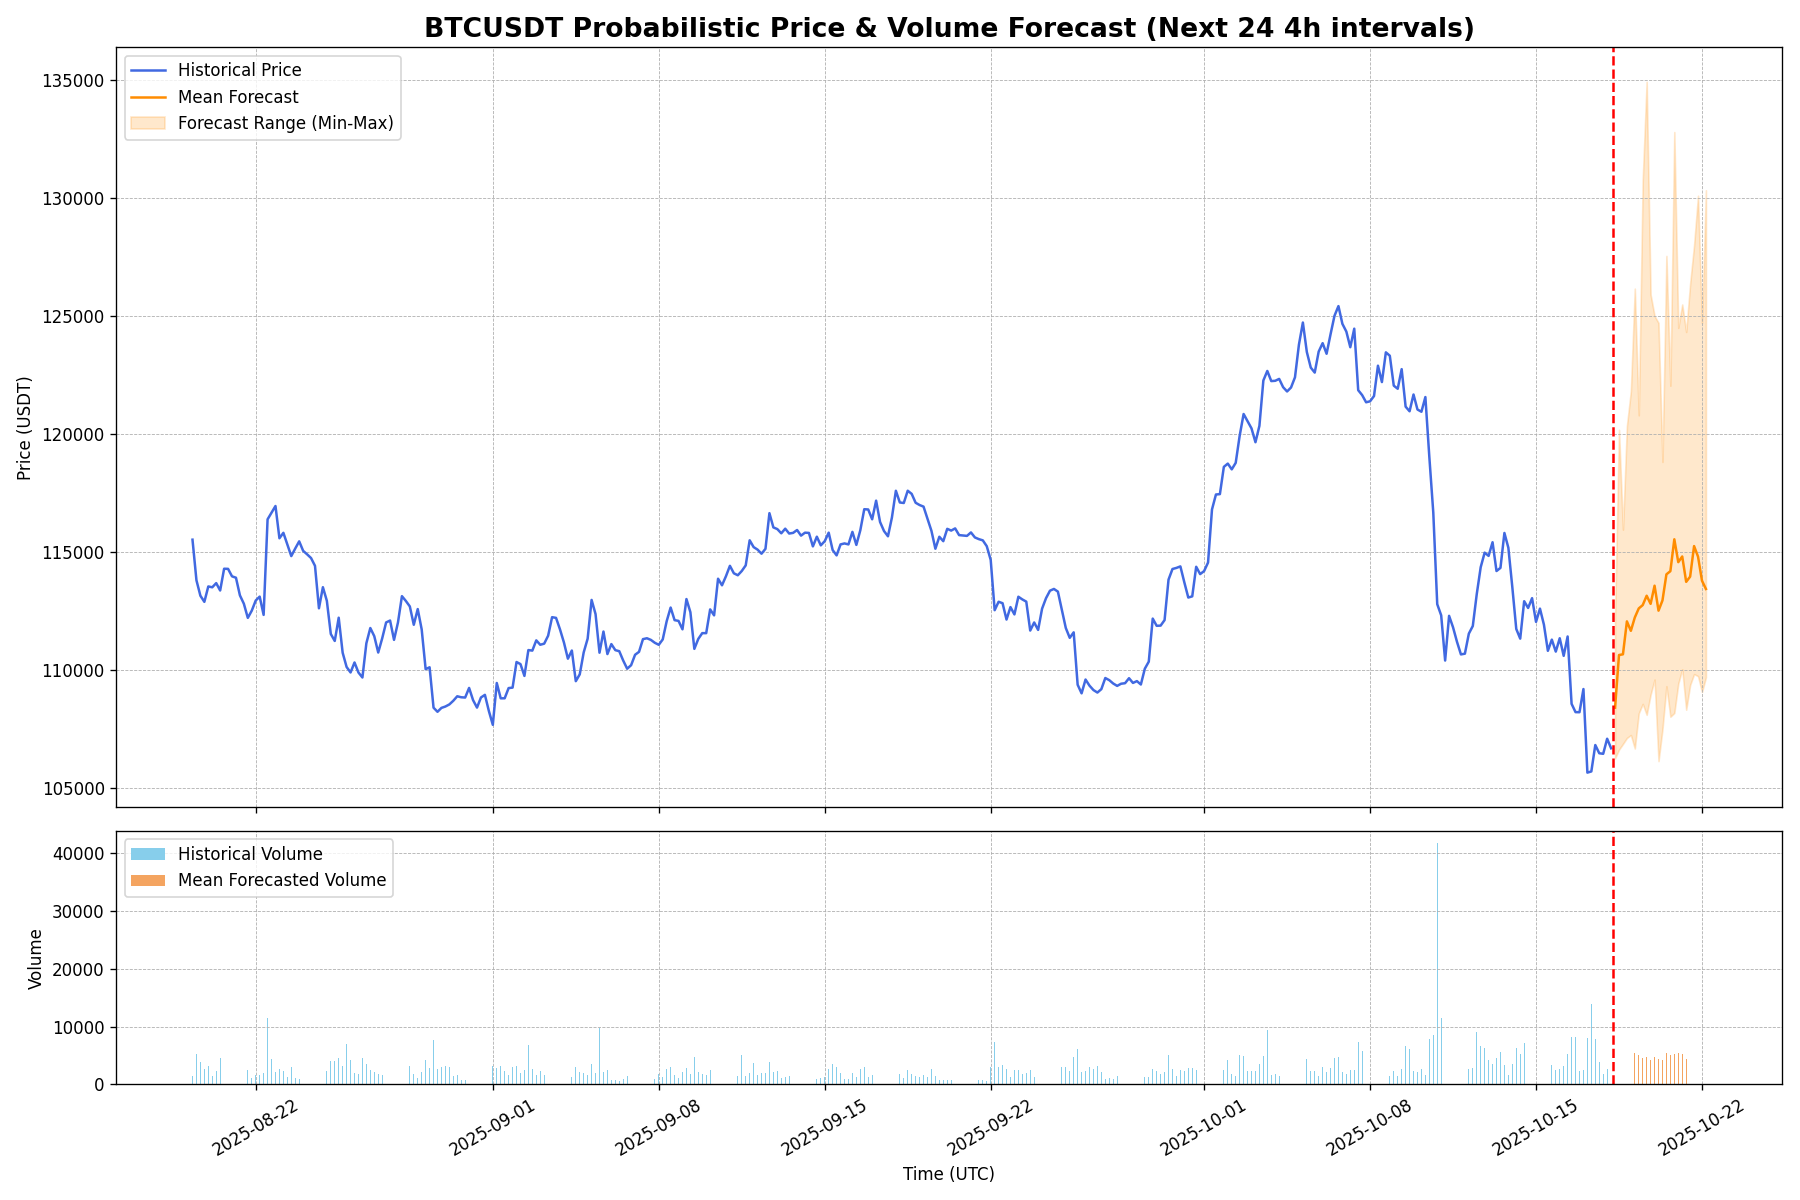 BTCUSDT Probabilistic Price & Volume Forecast (Next 24 4h intervals)
Historical Price
Mean Forecast
Forecast Range (Min-Max)
135000
130000
125000
120000
115000
110000
105000
Price (USDT)
Historical Volume
Mean Forecasted Volume
40000
30000
20000
10000
0
Volume
2025-08-22
2025-09-01
2025-09-08
2025-09-15
2025-09-22
2025-10-01
2025-10-08
2025-10-15
2025-10-22
Time (UTC)